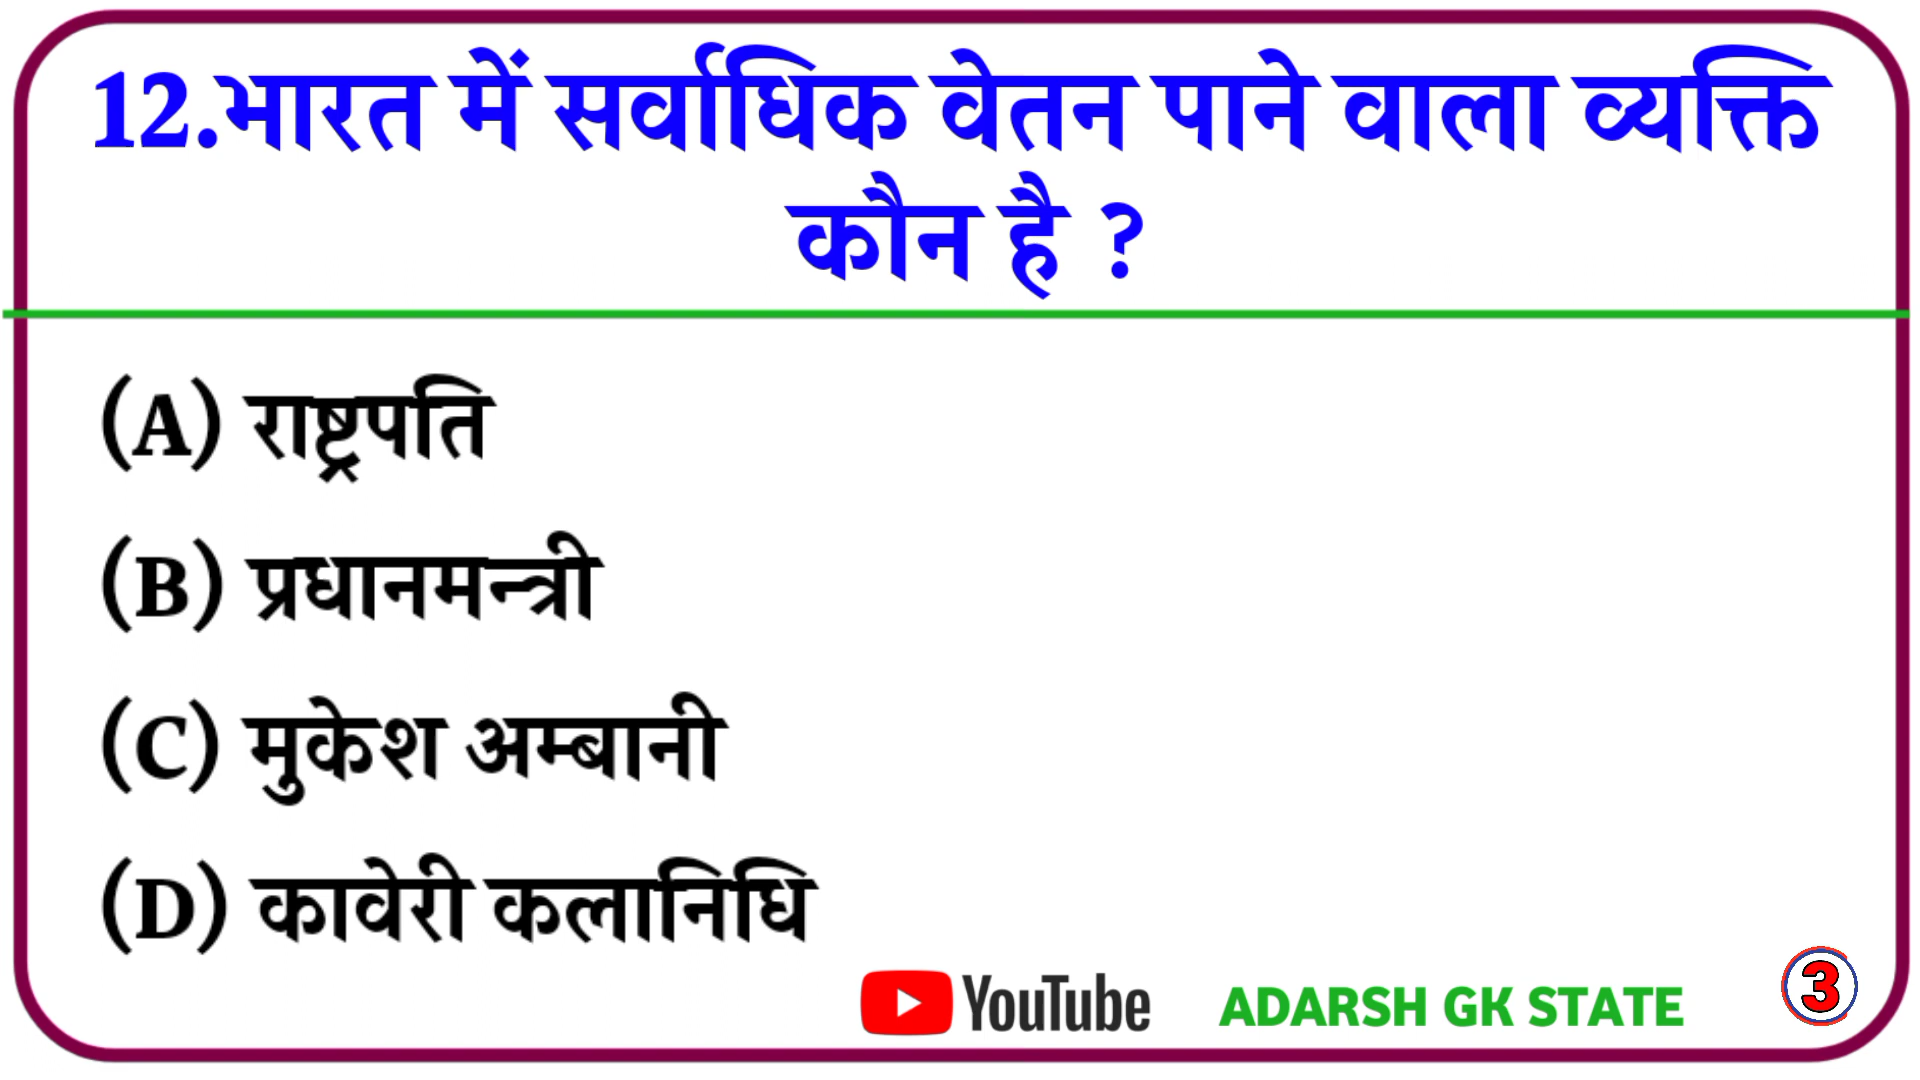 12.भारत में सर्वाधिक वेतन पाने वाला व्यक्ति
कौन है ?
(A) राष्ट्रपति
(B) प्रधानमन्त्री
(C) मुकेश अम्बानी
(D) कावेरी कलानिधि
YouTube ADARSH GK STATE 3